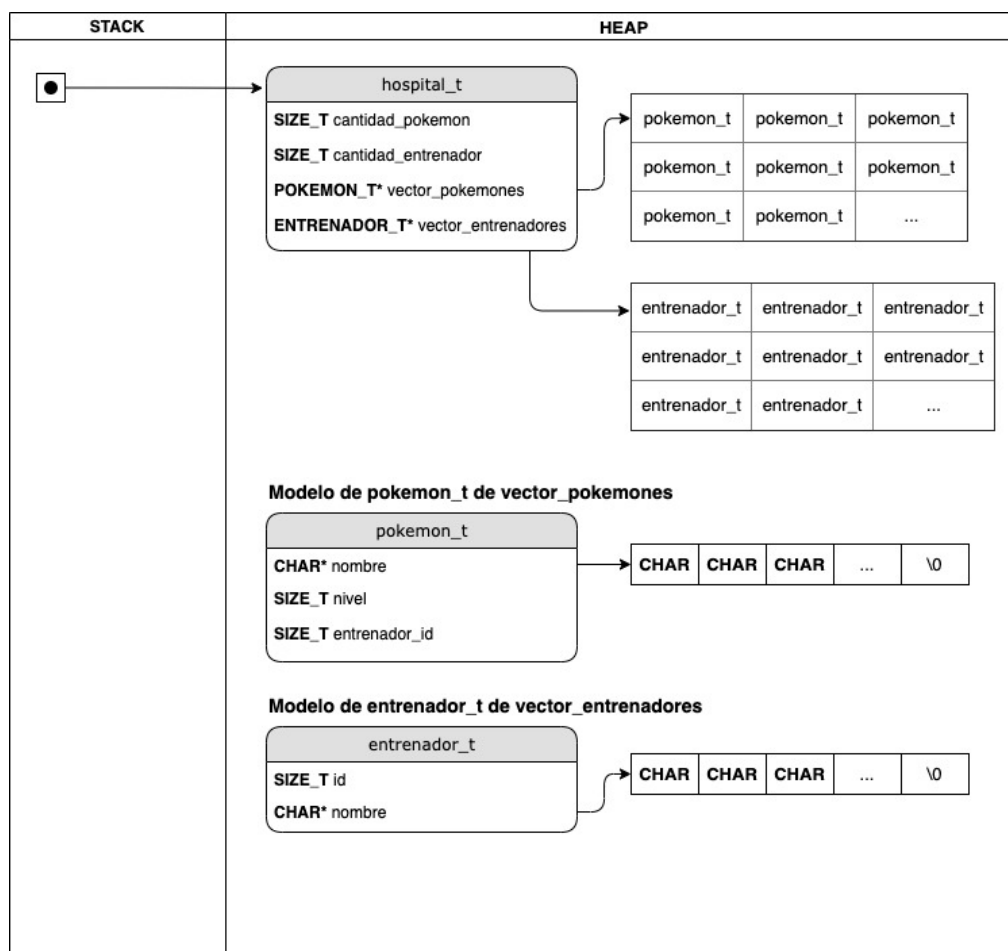 STACK
HEAP
hospital_t
SIZE_T cantidad_pokemon
SIZE_T cantidad_entrenador
POKEMON_T* vector_pokemones
ENTRENADOR_T* vector_entrenadores
pokemon_t pokemon_t pokemon_t
pokemon_t pokemon_t pokemon_t
pokemon_t pokemon_t ...
entrenador_t entrenador_t entrenador_t
entrenador_t entrenador_t entrenador_t
entrenador_t entrenador_t ...
Modelo de pokemon_t de vector_pokemones
pokemon_t
CHAR* nombre
SIZE_T nivel
SIZE_T entrenador_id
CHAR CHAR CHAR ... \0
Modelo de entrenador_t de vector_entrenadores
entrenador_t
SIZE_T id
CHAR* nombre
CHAR CHAR CHAR ... \0